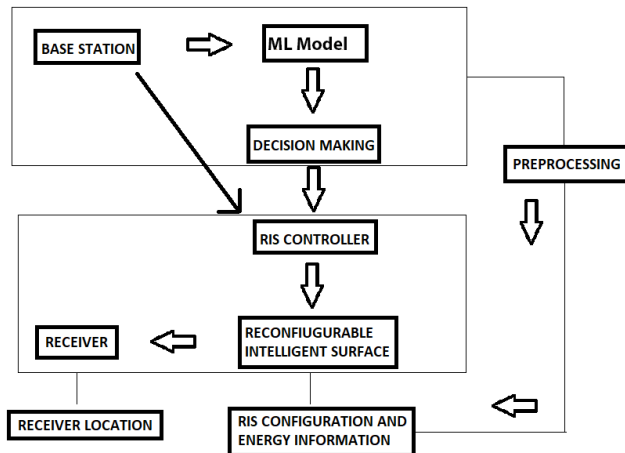 BASE STATION
ML Model
DECISION MAKING
PREPROCESSING
RIS CONTROLLER
RECEIVER
RECONFIUGURABLE
INTELLIGENT SURFACE
RECEIVER LOCATION
RIS CONFIGURATION AND
ENERGY INFORMATION